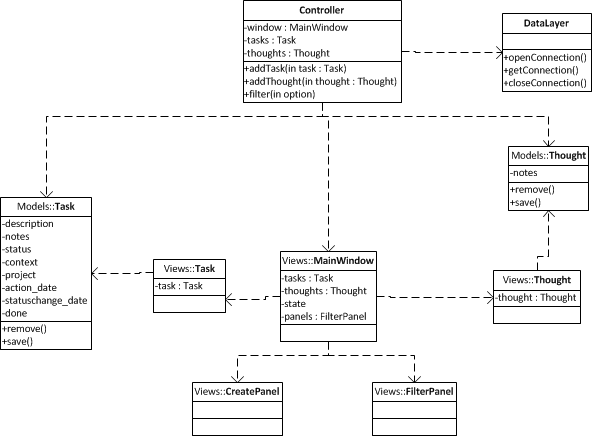 Controller
-window : MainWindow
-tasks : Task
-thoughts : Thought
+addTask(in task : Task)
+addThought(in thought : Thought)
+filter(in option)
DataLayer
+openConnection()
+getConnection()
+closeConnection()
Models::Thought
-notes
+remove()
+save()
Models::Task
-description
-notes
-status
-context
-project
-action_date
-statuschange_date
-done
+remove()
+save()
Views::Task
-task : Task
Views::MainWindow
-tasks : Task
-thoughts : Thought
-state
-panels : FilterPanel
Views::Thought
-thought : Thought
Views::CreatePanel
Views::FilterPanel